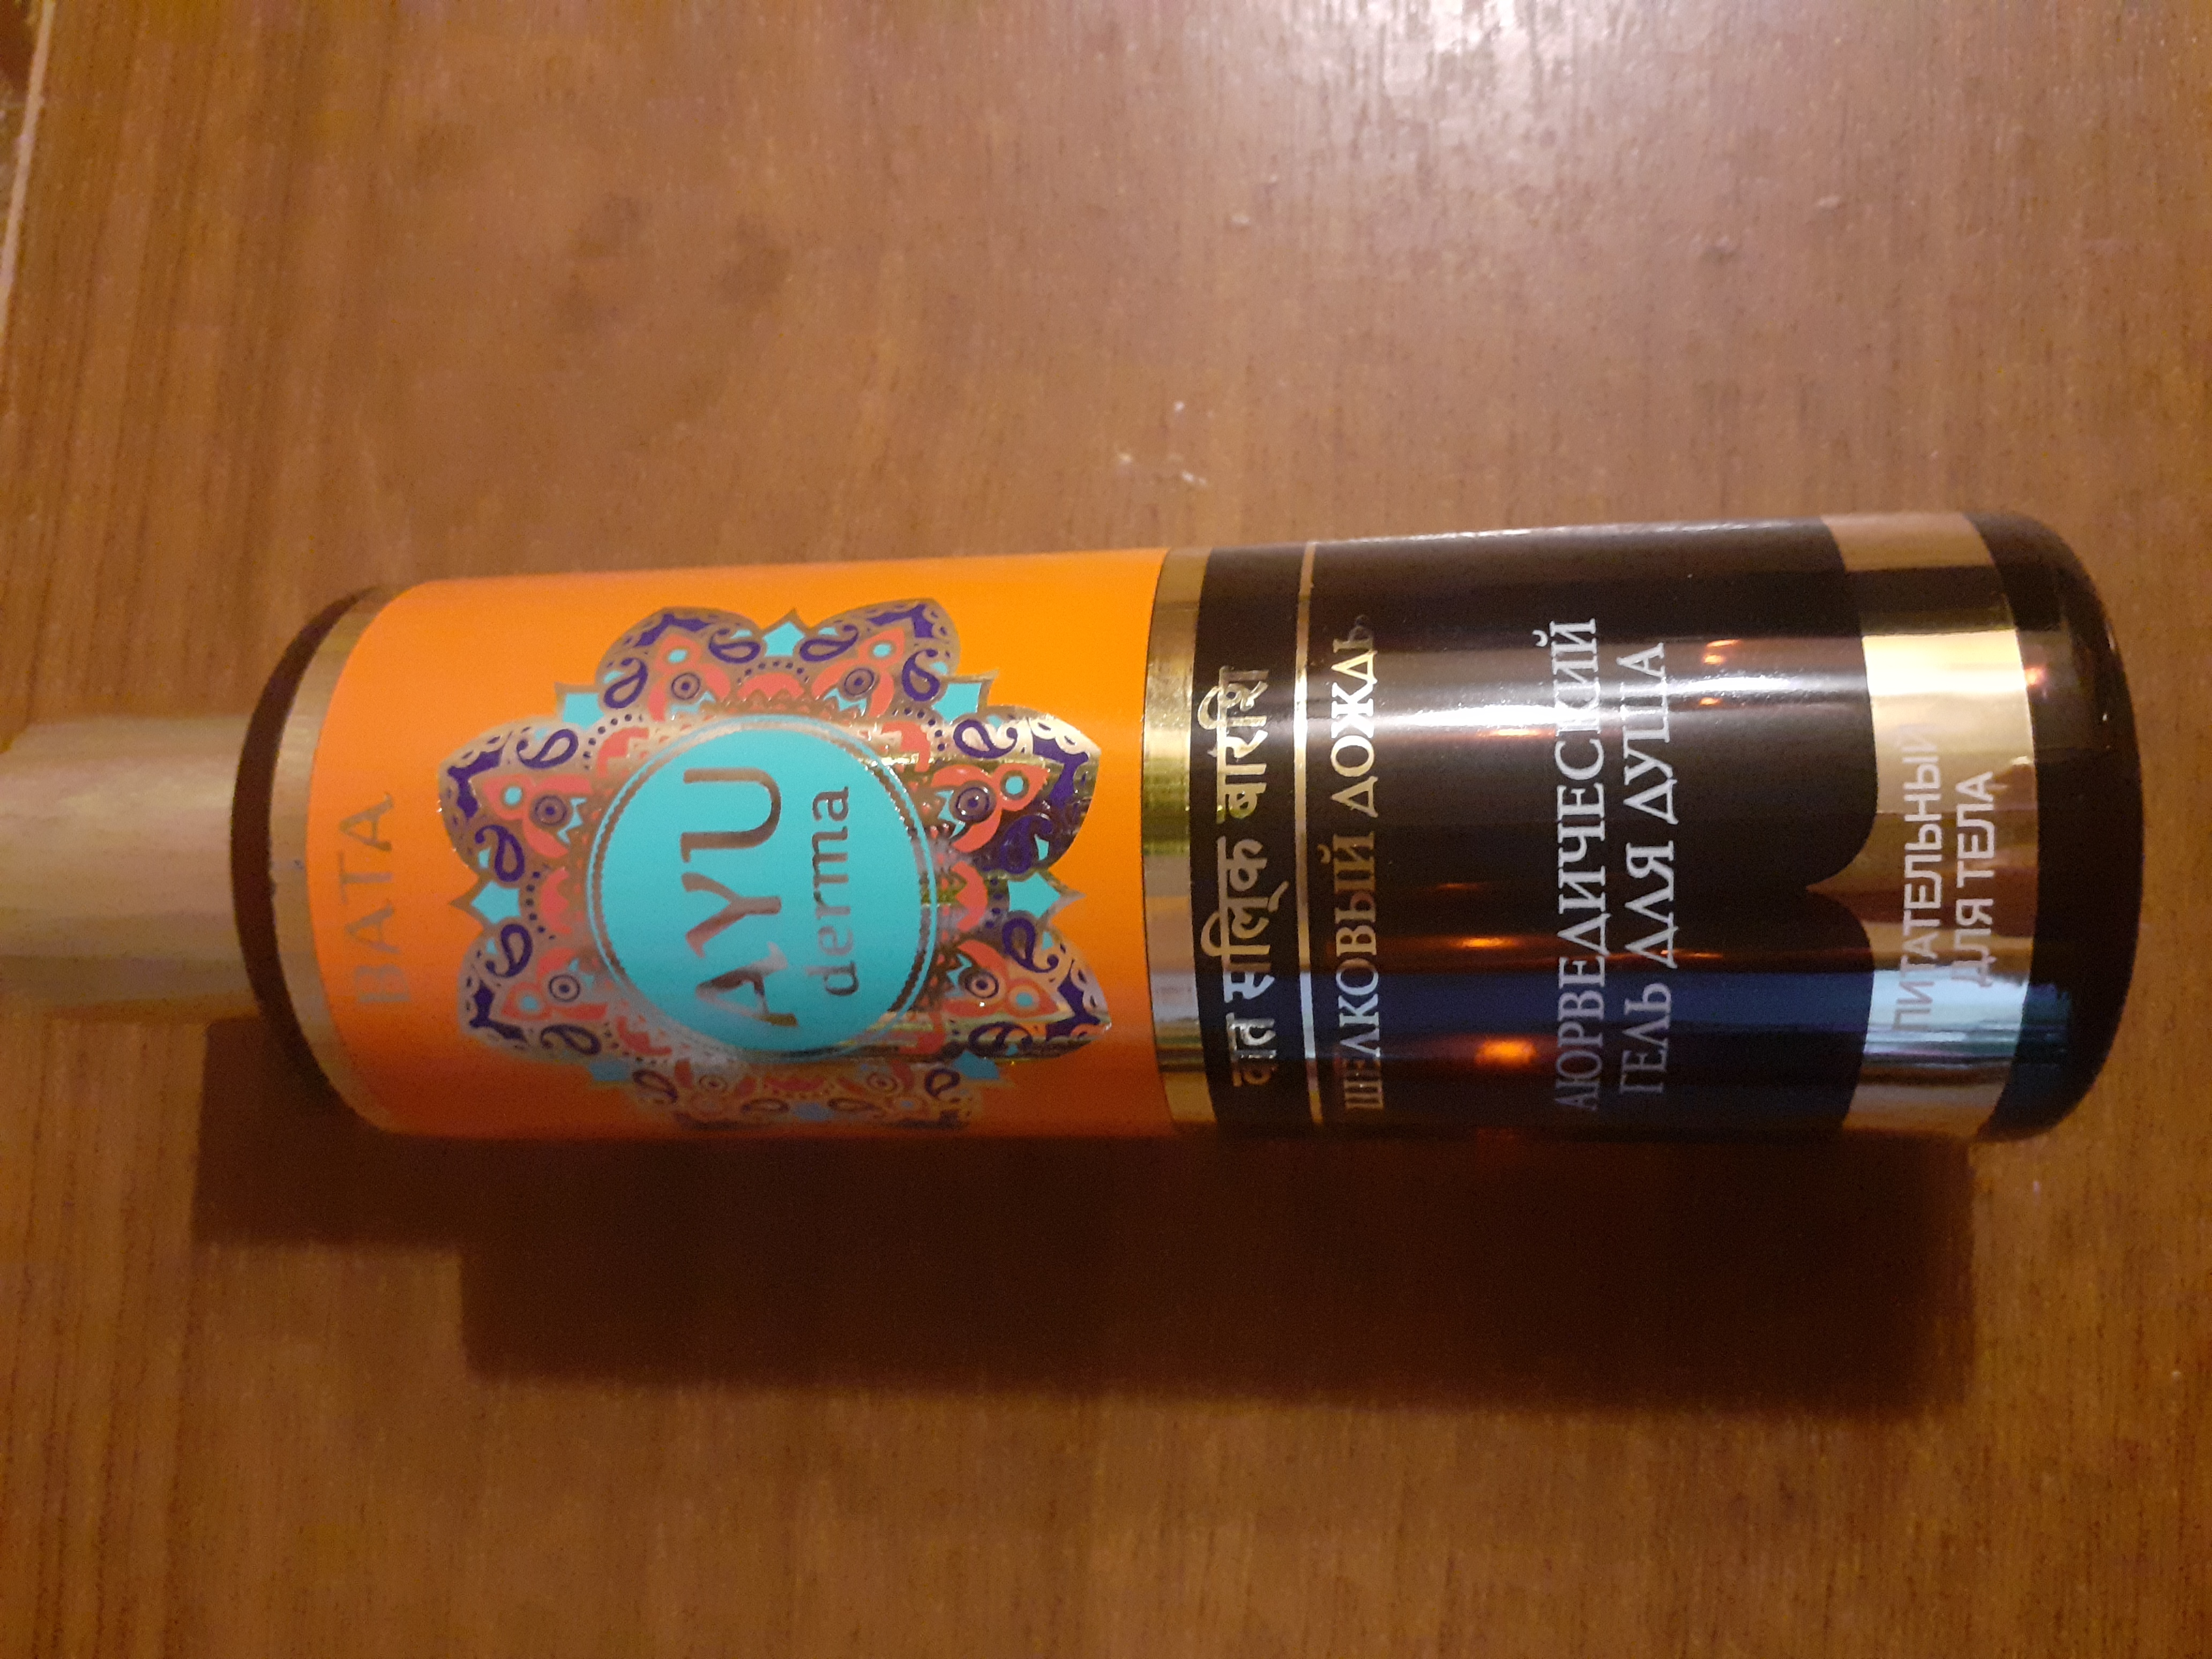 ВАТА
AYU
derma
वात सलि्क बारिश
ШЕЛКОВЫЙ ДОЖДЬ
АЮРВЕДИЧЕСКИЙ
ГЕЛЬ ДЛЯ ДУША
ПИТАТЕЛЬНЫЙ
ДЛЯ ТЕЛА